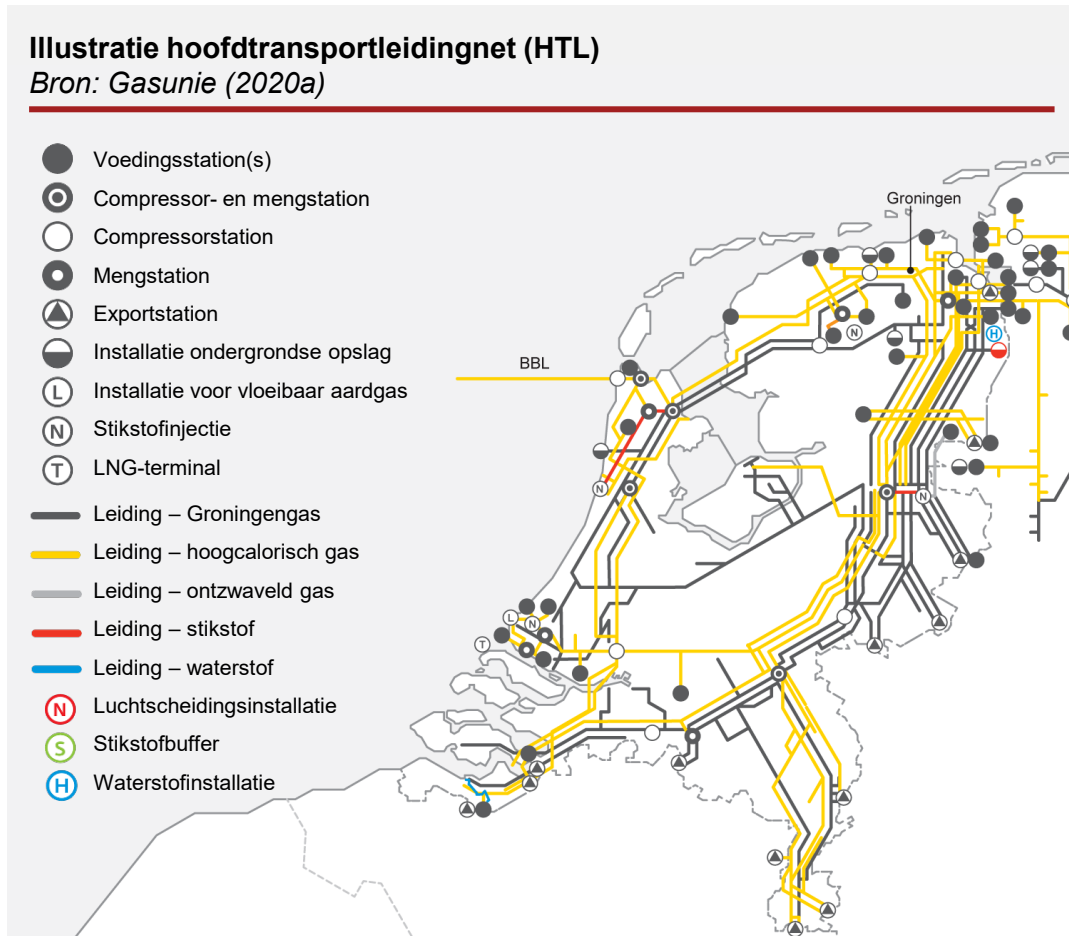 Illustratie hoofdtransportleidingnet (HTL)
Bron: Gasunie (2020a)
Voedingsstation(s)
Compressor- en mengstation
Compressorstation
Mengstation
Exportstation
Installatie ondergrondse opslag
L Installatie voor vloeibaar aardgas
N Stikstofinjectie
T LNG-terminal
Leiding – Groningengas
Leiding – hoogcalorisch gas
Leiding – ontzwaveld gas
Leiding – stikstof
Leiding – waterstof
N Luchtscheidingsinstallatie
S Stikstofbuffer
H Waterstofinstallatie
Groningen
N
H
BBL
N
N
L
N
T